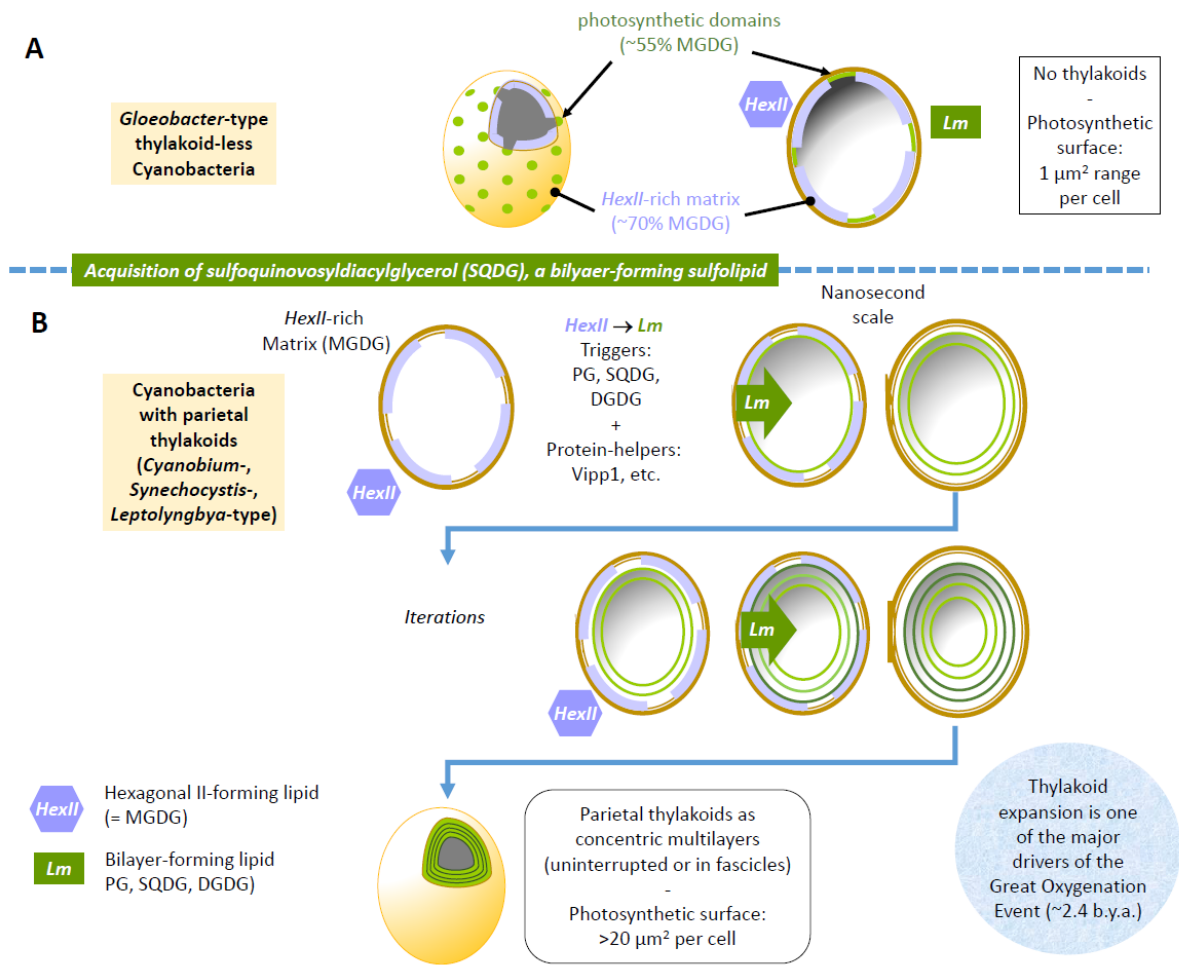 A
photosynthetic domains
(~55% MGDG)
Gloeobacter-type
thylakoid-less
Cyanobacteria
HexII
Lm
No thylakoids
-
Photosynthetic
surface:
1 µm² range
per cell
HexII-rich matrix
(~70% MGDG)
Acquisition of sulfoquinovosyldiacylglycerol (SQDG), a bilyaer-forming sulfolipid
B
HexII-rich
Matrix (MGDG)
HexII → Lm
Triggers:
PG, SQDG,
DGDG
+
Protein-helpers:
Vipp1, etc.
Nanosecond
scale
Cyanobacteria
with parietal
thylakoids
(Cyanobium-,
Synechocystis-,
Leptolyngbya-type)
HexII
Lm
Iterations
Lm
HexII
HexII
Hexagonal II-forming lipid
(= MGDG)
Lm
Bilayer-forming lipid
PG, SQDG, DGDG)
Parietal thylakoids as
concentric multilayers
(uninterrupted or in fascicles)
-
Photosynthetic surface:
>20 µm² per cell
Thylakoid
expansion is one
of the major
drivers of the
Great Oxygenation
Event (~2.4 b.y.a.)